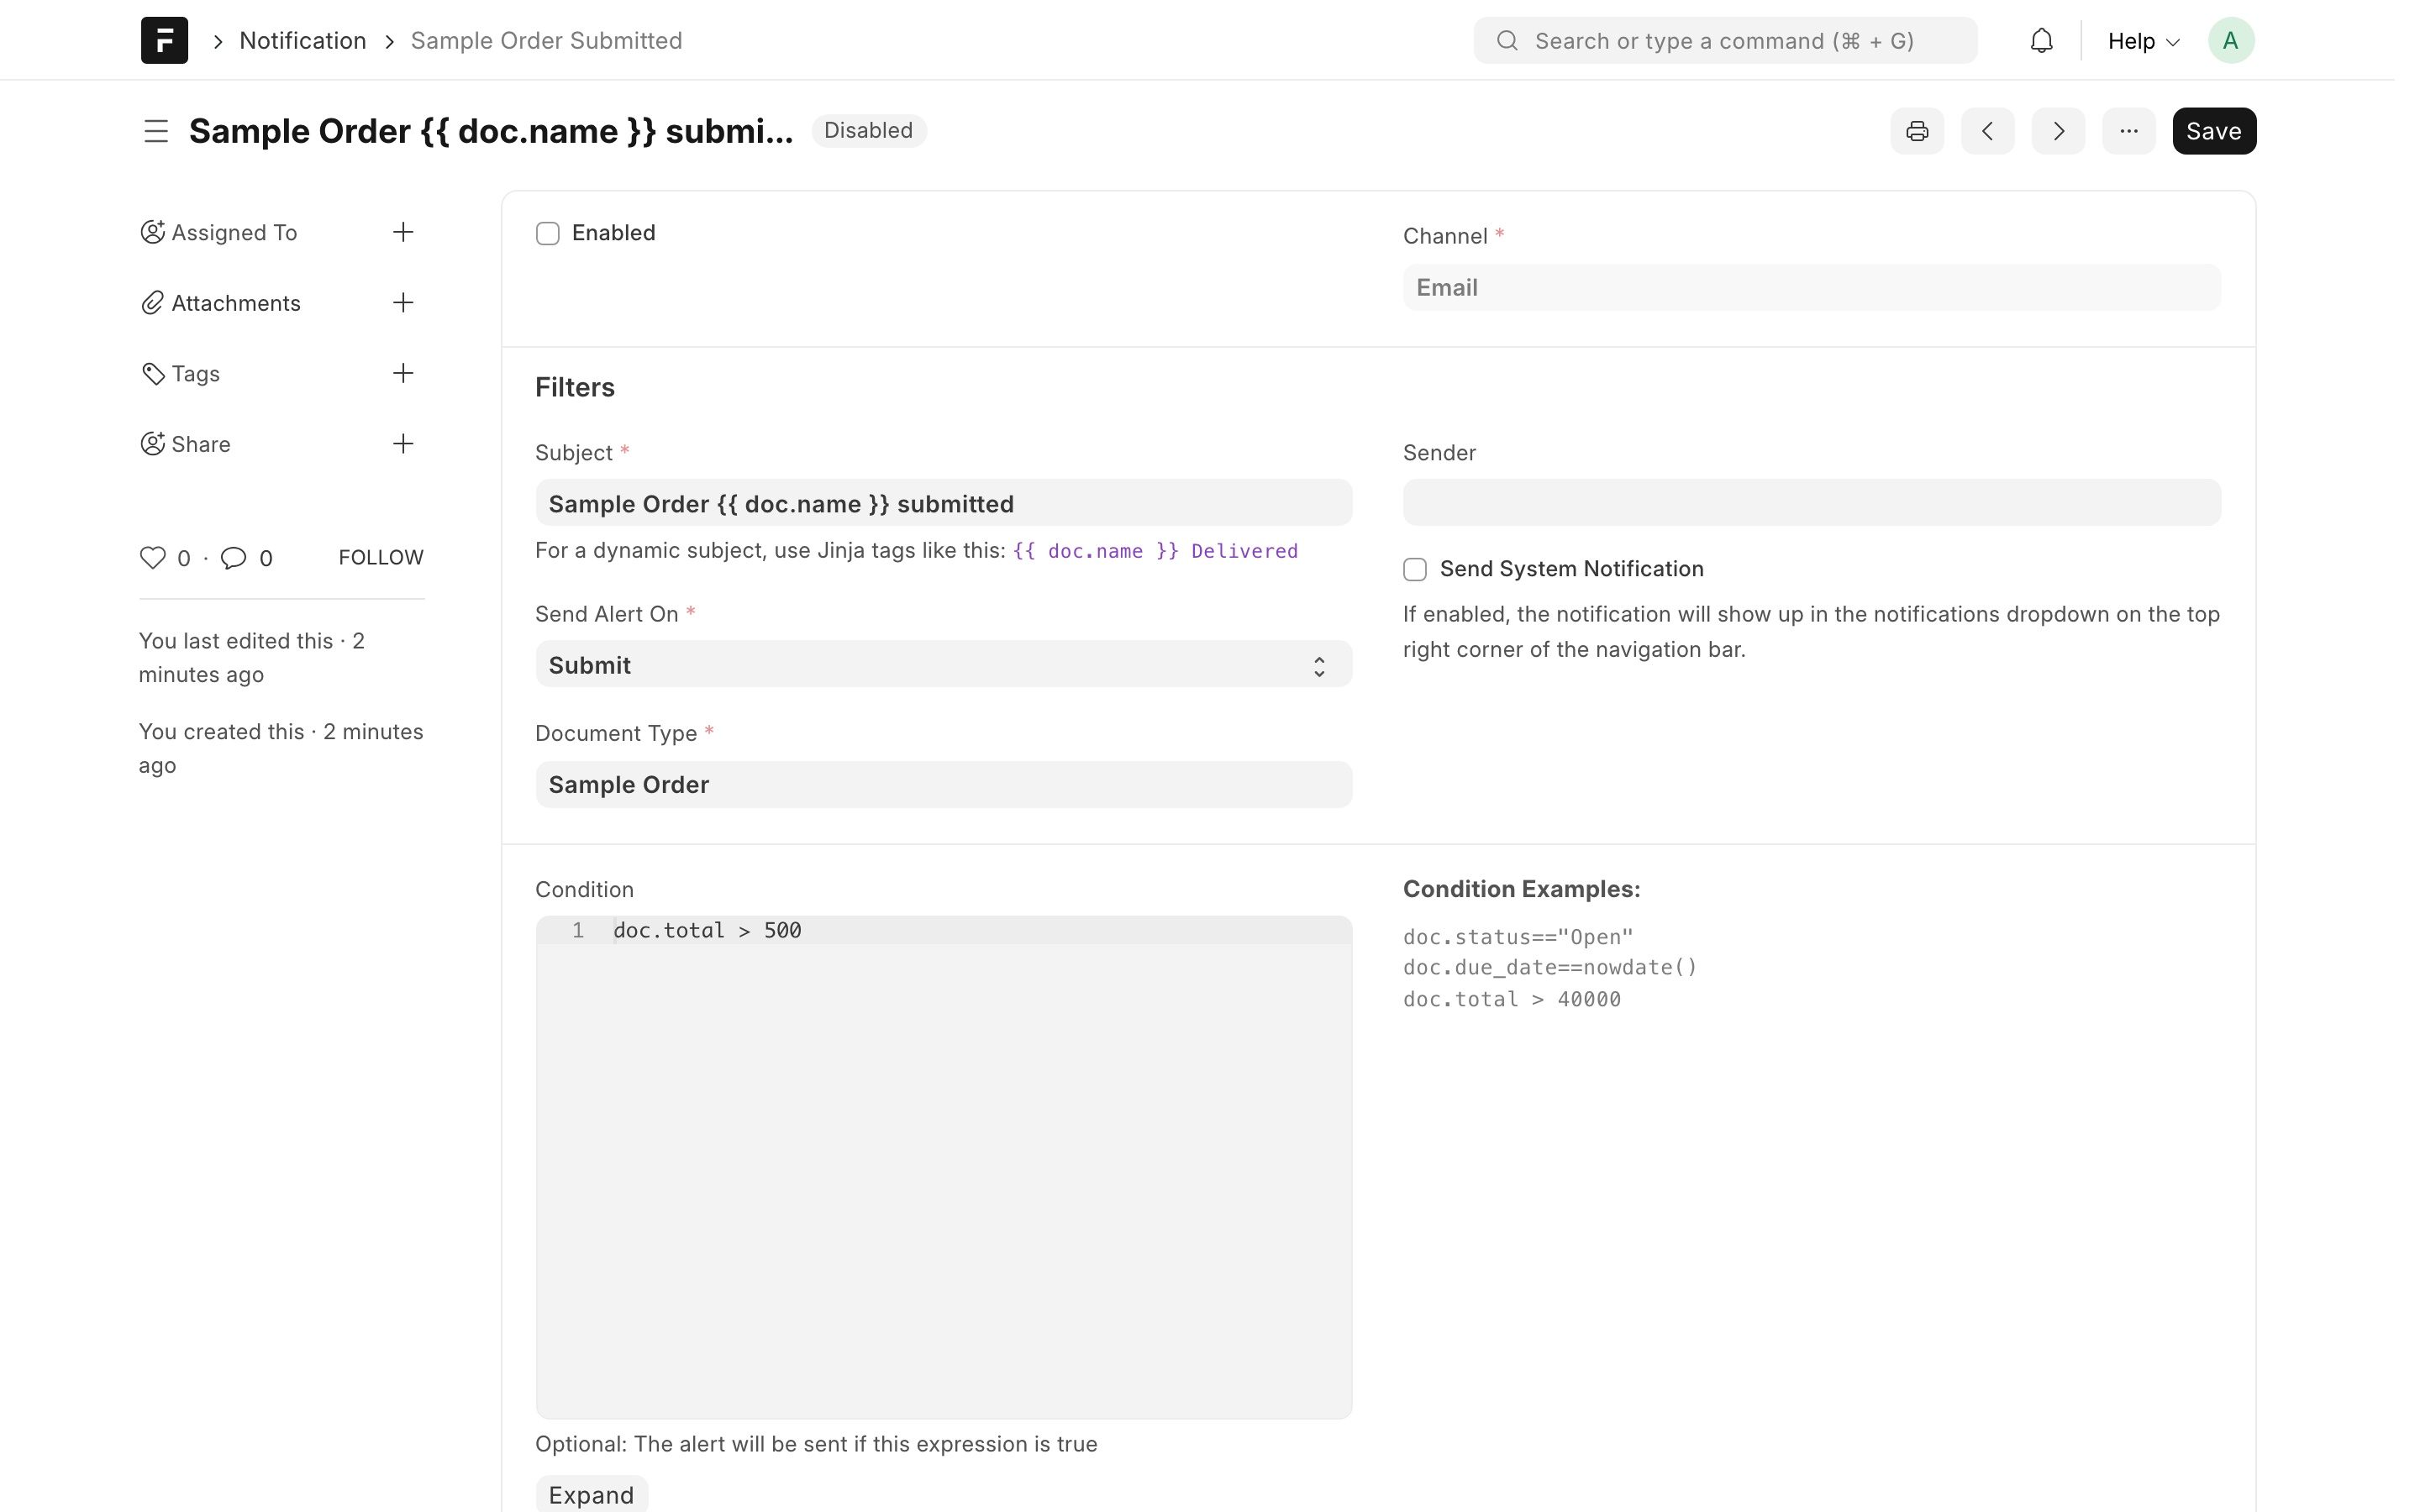 Notification
Sample Order Submitted
Search or type a command (⌘ + G)
Help
A
Sample Order {{ doc.name }} submi...
Disabled
Save
Assigned To
Attachments
Tags
Share
0 · 0
FOLLOW
You last edited this · 2
minutes ago
You created this · 2 minutes
ago
Enabled
Channel *
Email
Filters
Subject *
Sample Order {{ doc.name }} submitted
For a dynamic subject, use Jinja tags like this: {{ doc.name }} Delivered
Send Alert On *
Submit
Document Type *
Sample Order
Sender
Send System Notification
If enabled, the notification will show up in the notifications dropdown on the top
right corner of the navigation bar.
Condition
1 doc.total > 500
Optional: The alert will be sent if this expression is true
Expand
Condition Examples:
doc.status=="Open"
doc.due_date==nowdate()
doc.total > 40000